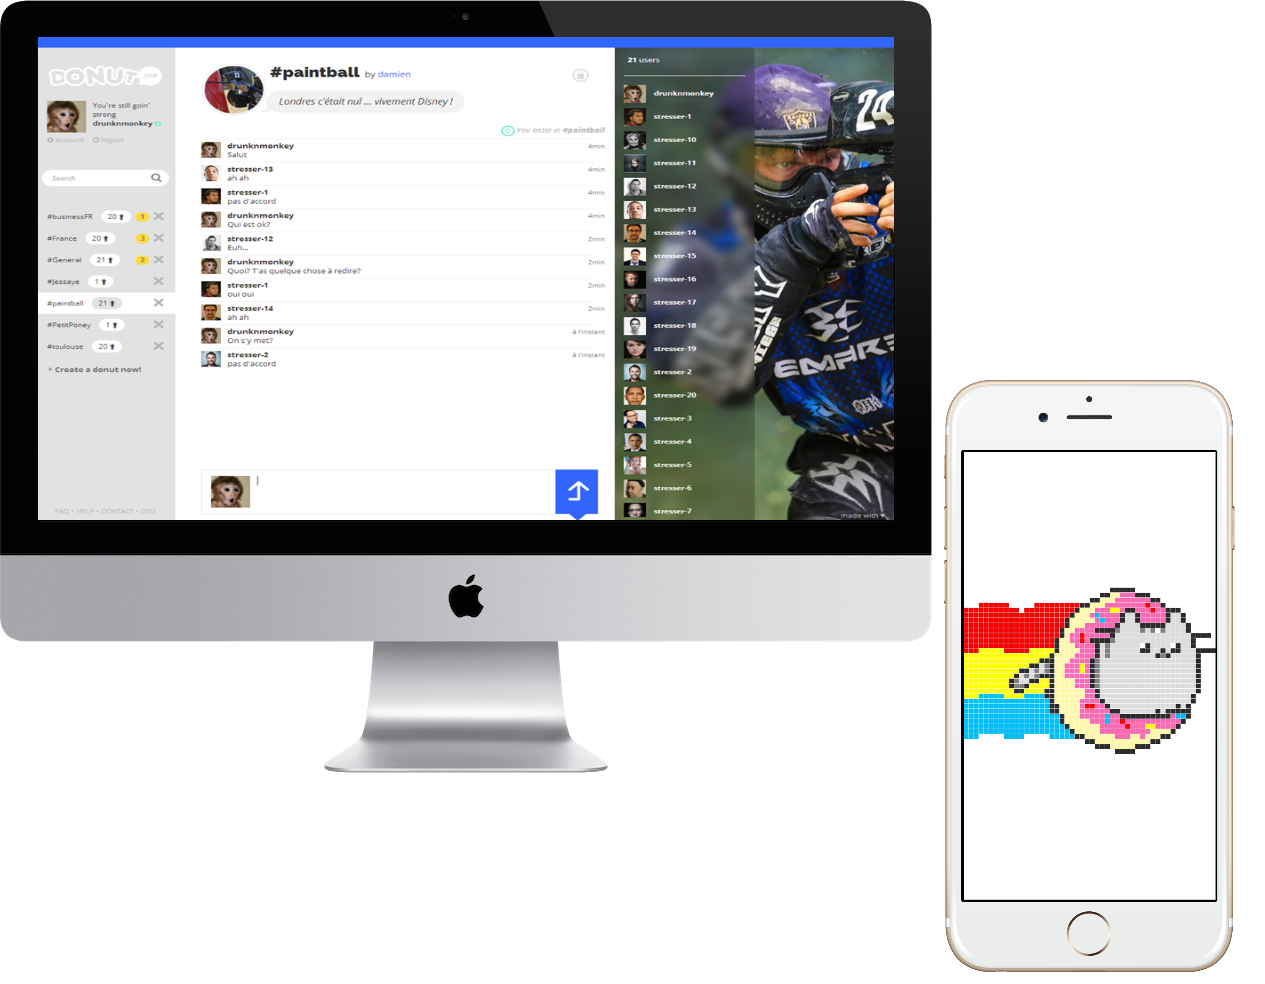 DONUT.me
You're still goin'
strong
drunknmonkey
account logout
Search
#businessFR 20 1
#France 20 3
#General 21 2
#Jessaye 1
#paintball 21
#PetitPoney 1
#toulouse 20
+ Create a donut now!
FAQ • HELP • CONTACT • CGU
#paintball by damien
Londres c'était nul ... vivement Disney !
You enter in #paintball
drunknmonkey 4min
Salut
stresser-13 4min
ah ah
stresser-1 4min
pas d'accord
drunknmonkey 4min
Qui est ok?
stresser-12 2min
Euh...
drunknmonkey 2min
Quoi? T'as quelque chose à redire?
stresser-1 2min
oui oui
stresser-14 2min
ah ah
drunknmonkey à l'instant
On s'y met?
stresser-2 à l'instant
pas d'accord
21 users
drunknmonkey
stresser-1
stresser-10
stresser-11
stresser-12
stresser-13
stresser-14
stresser-15
stresser-16
stresser-17
stresser-18
stresser-19
stresser-2
stresser-20
stresser-3
stresser-4
stresser-5
stresser-6
stresser-7
24
EMPIRE
made with ♥